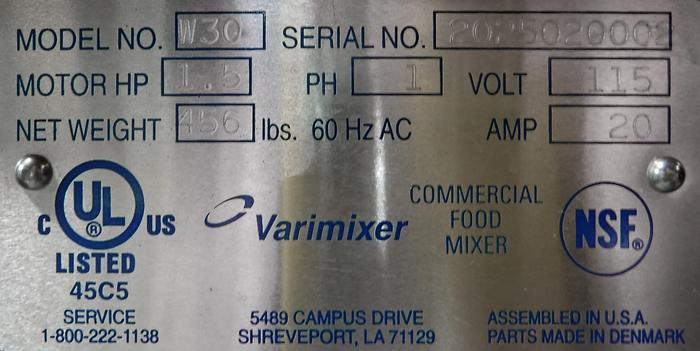 MODEL NO. W30 SERIAL NO. 20250200
MOTOR HP 1.5 PH 1 VOLT 115
NET WEIGHT 456 lbs. 60 Hz AC AMP 20
C UL ® US
LISTED
45C5
Varimixer
COMMERCIAL
FOOD
MIXER
NSF®
SERVICE
1-800-222-1138
5489 CAMPUS DRIVE
SHREVEPORT, LA 71129
ASSEMBLED IN U.S.A.
PARTS MADE IN DENMARK